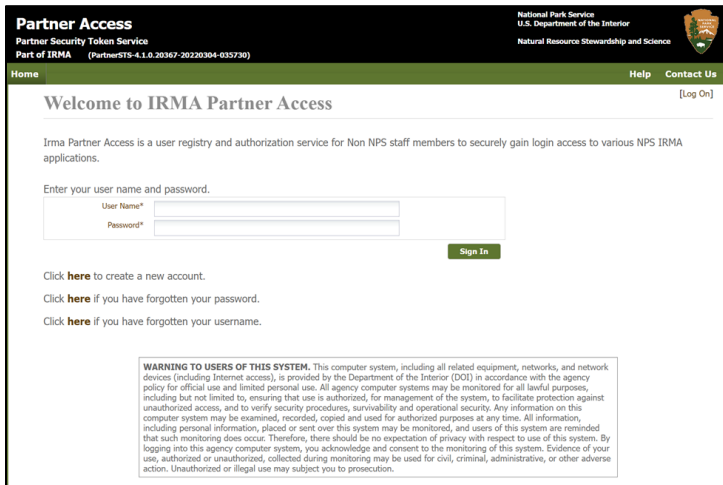 Partner Access
Partner Security Token Service
Part of IRMA (PartnerSTS-4.1.0.20367-20220304-035730)
National Park Service
U.S. Department of the Interior
Natural Resource Stewardship and Science
NATIONAL
PARK
SERVICE
Home
Help Contact Us
[Log On]
Welcome to IRMA Partner Access
Irma Partner Access is a user registry and authorization service for Non NPS staff members to securely gain login access to various NPS IRMA
applications.
Enter your user name and password.
User Name*
Password*
Sign In
Click here to create a new account.
Click here if you have forgotten your password.
Click here if you have forgotten your username.
WARNING TO USERS OF THIS SYSTEM. This computer system, including all related equipment, networks, and network
devices (including Internet access), is provided by the Department of the Interior (DOI) in accordance with the agency
policy for official use and limited personal use. All agency computer systems may be monitored for all lawful purposes,
including but not limited to, ensuring that use is authorized, for management of the system, to facilitate protection against
unauthorized access, and to verify security procedures, survivability and operational security. Any information on this
computer system may be examined, recorded, copied and used for authorized purposes at any time. All information,
including personal information, placed or sent over this system may be monitored, and users of this system are reminded
that such monitoring does occur. Therefore, there should be no expectation of privacy with respect to use of this system. By
logging into this agency computer system, you acknowledge and consent to the monitoring of this system. Evidence of your
use, authorized or unauthorized, collected during monitoring may be used for civil, criminal, administrative, or other adverse
action. Unauthorized or illegal use may subject you to prosecution.